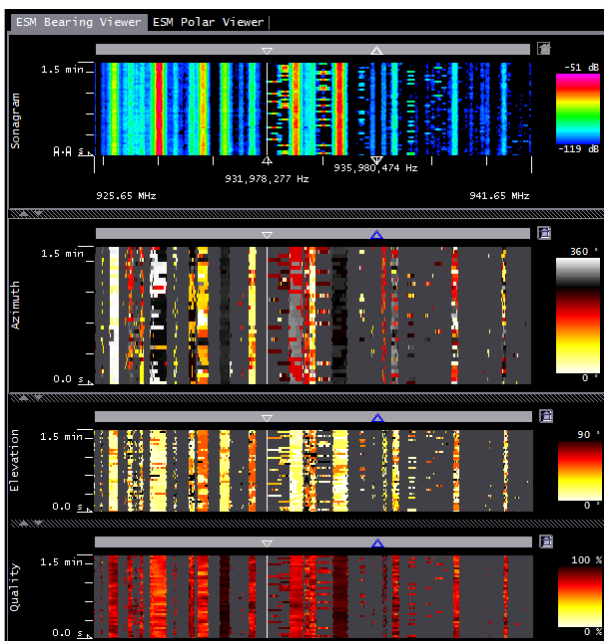 ESM Bearing Viewer ESM Polar Viewer
Sonagram
1.5 min
-51 dB
-119 dB
931,978,277 Hz
935,980,474 Hz
925.65 MHz
941.65 MHz
Azimuth
1.5 min
0.0 s
360 °
0 °
Elevation
1.5 min
0.0 s
90 °
0 °
Quality
1.5 min
0.0 s
100 %
0 %